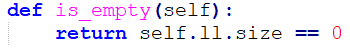 def is_empty(self):
    return self.ll.size == 0